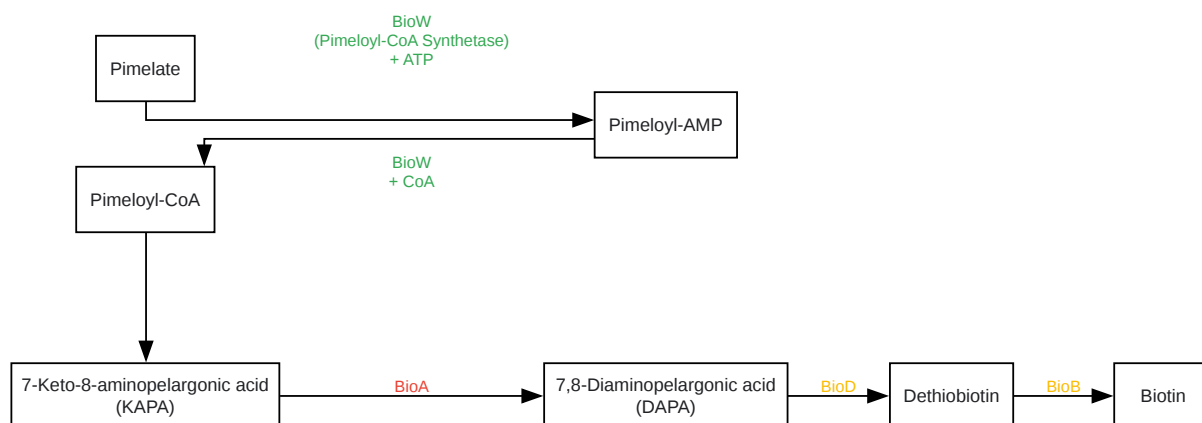 BioW
(Pimeloyl-CoA Synthetase)
+ ATP
Pimelate
Pimeloyl-AMP
BioW
+ CoA
Pimeloyl-CoA
7-Keto-8-aminopelargonic acid
(KAPA)
BioA
7,8-Diaminopelargonic acid
(DAPA)
BioD
Dethiobiotin
BioB
Biotin